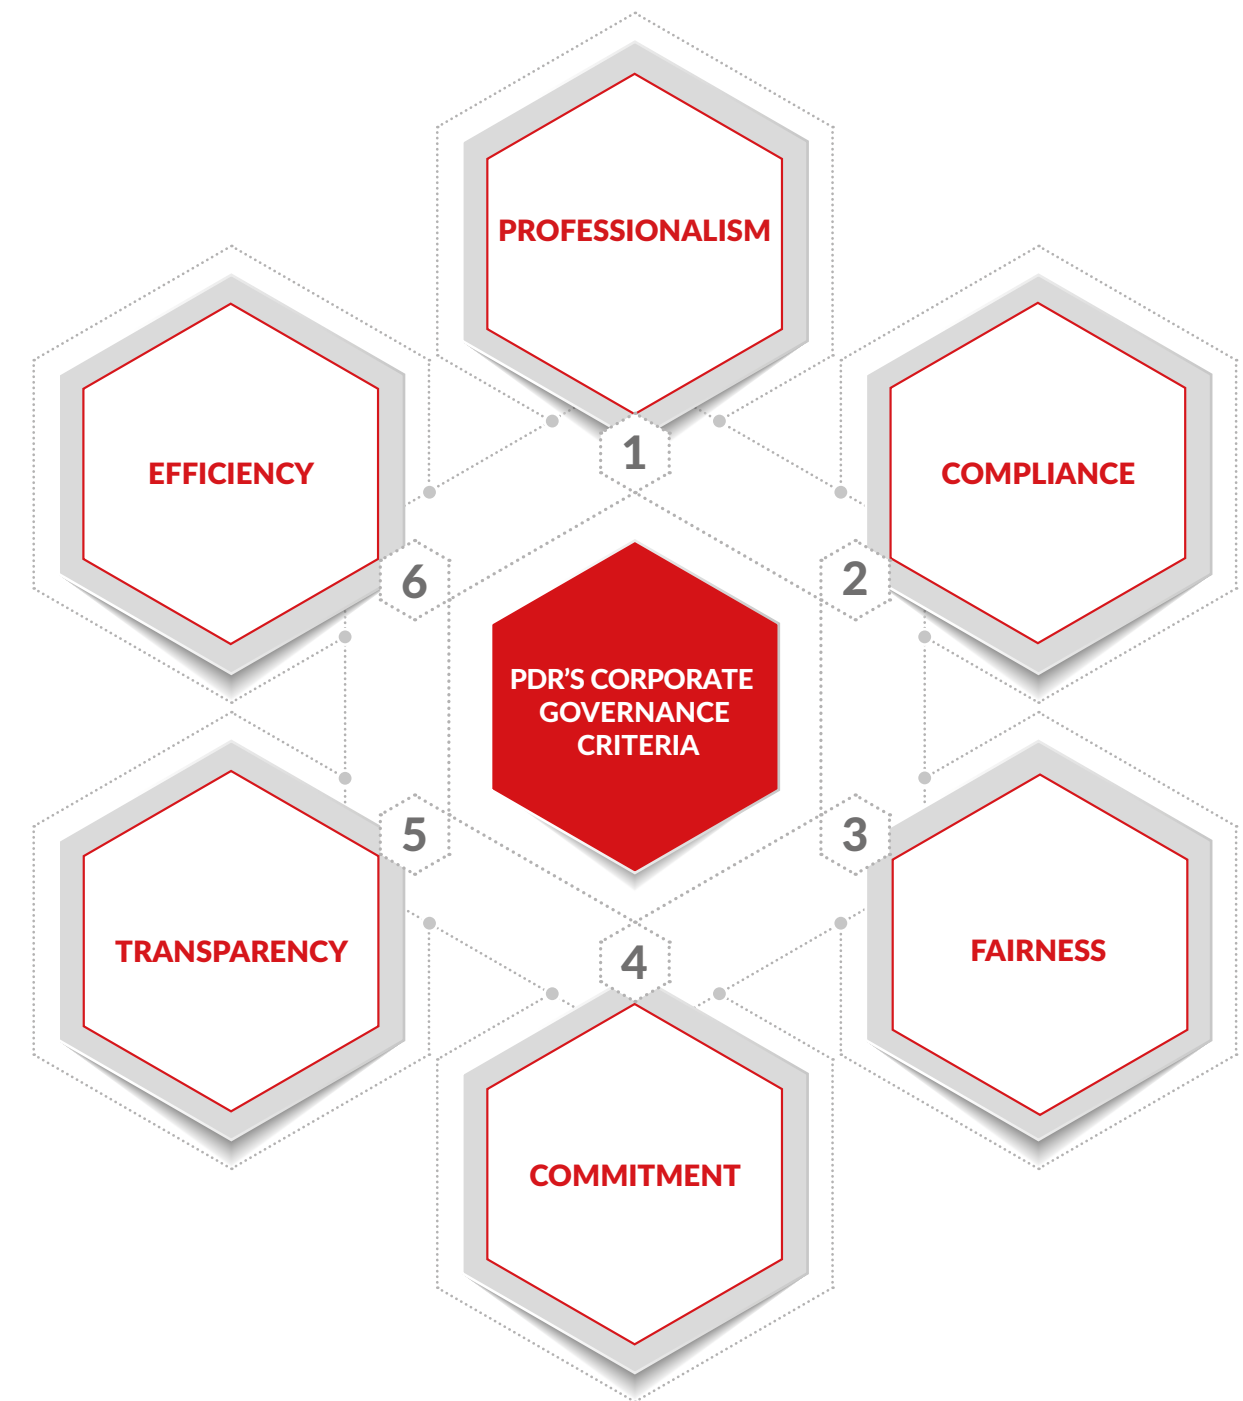 PROFESSIONALISM
1
COMPLIANCE
2
FAIRNESS
3
COMMITMENT
4
TRANSPARENCY
5
EFFICIENCY
6
PDR’S CORPORATE
GOVERNANCE
CRITERIA